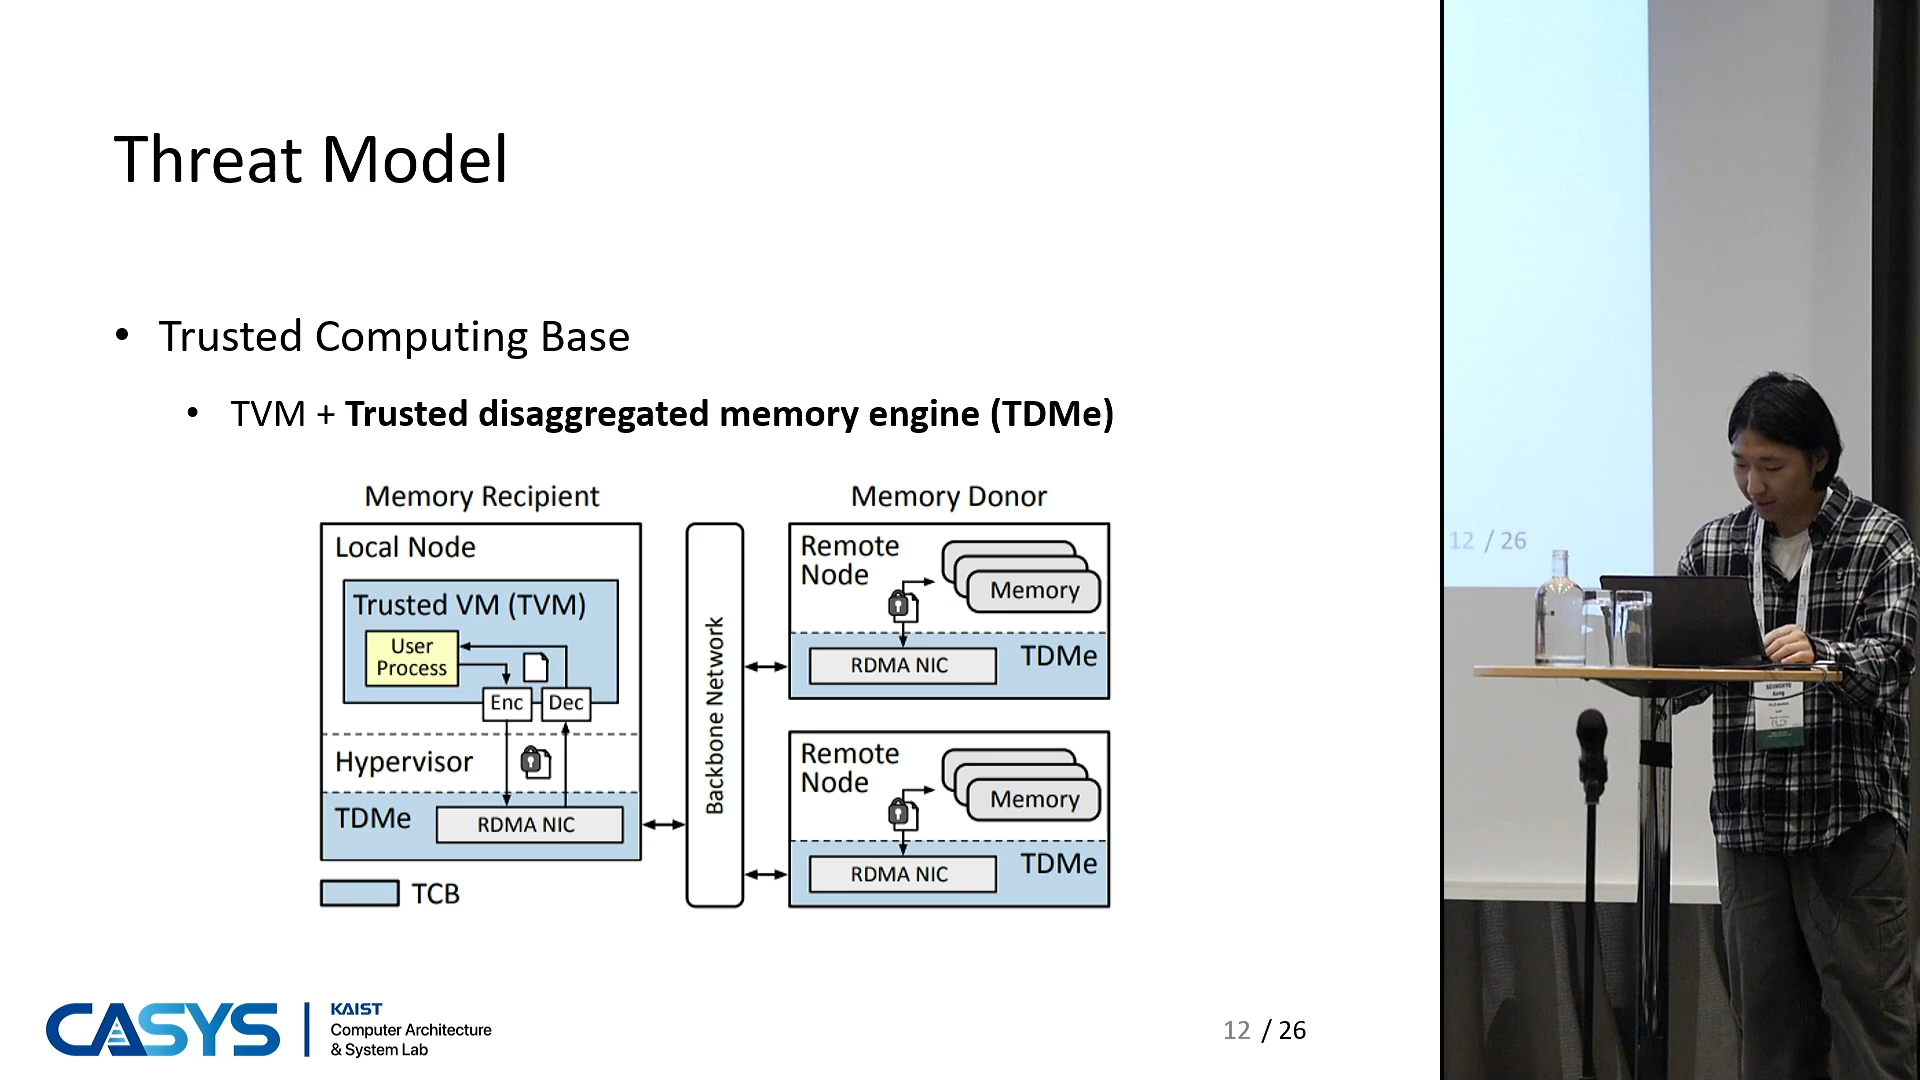 Threat Model
• Trusted Computing Base
• TVM + Trusted disaggregated memory engine (TDMe)
Memory Recipient
Local Node
Trusted VM (TVM)
User
Process
Enc
Dec
Hypervisor
TDMe
RDMA NIC
TCB
Backbone Network
Memory Donor
Remote
Node
Memory
RDMA NIC
TDMe
Remote
Node
Memory
RDMA NIC
TDMe
CASYS
KAIST
Computer Architecture
& System Lab
12 / 26
12 / 26
SEUNGHYO
Kang